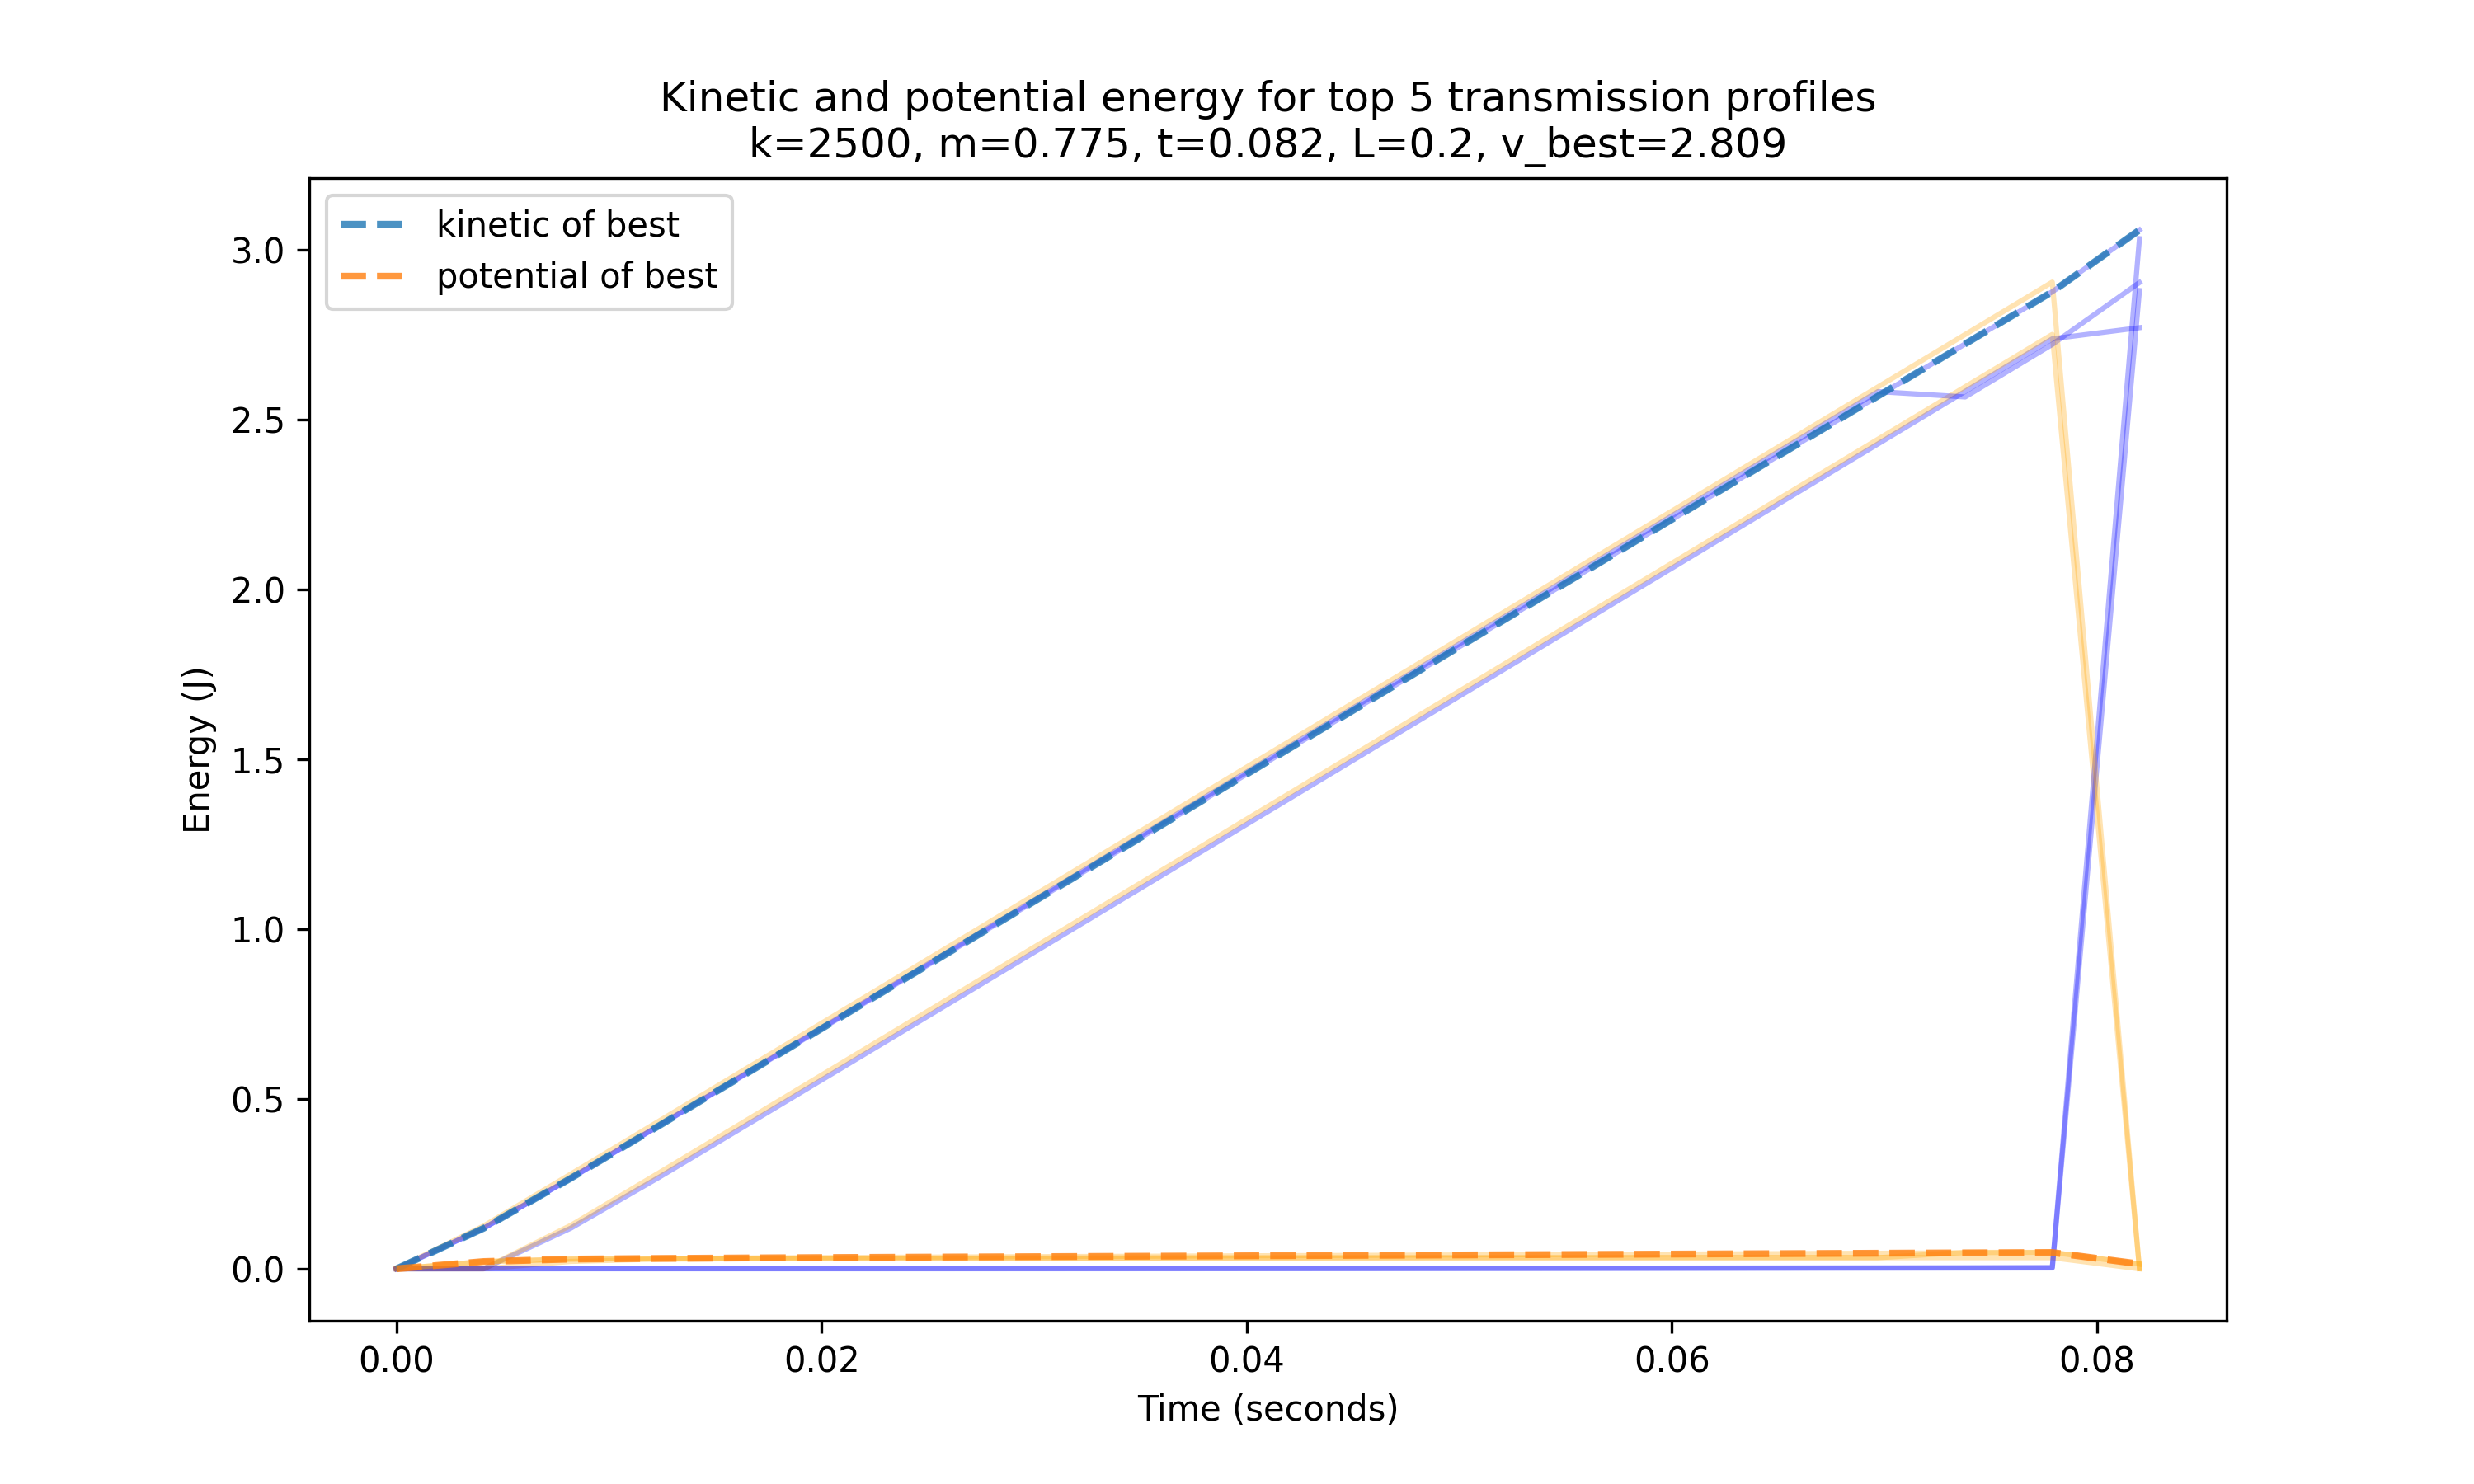 Kinetic and potential energy for top 5 transmission profiles
k=2500, m=0.775, t=0.082, L=0.2, v_best=2.809
kinetic of best
potential of best
3.0
2.5
2.0
1.5
1.0
0.5
0.0
Energy (J)
0.00
0.02
0.04
0.06
0.08
Time (seconds)